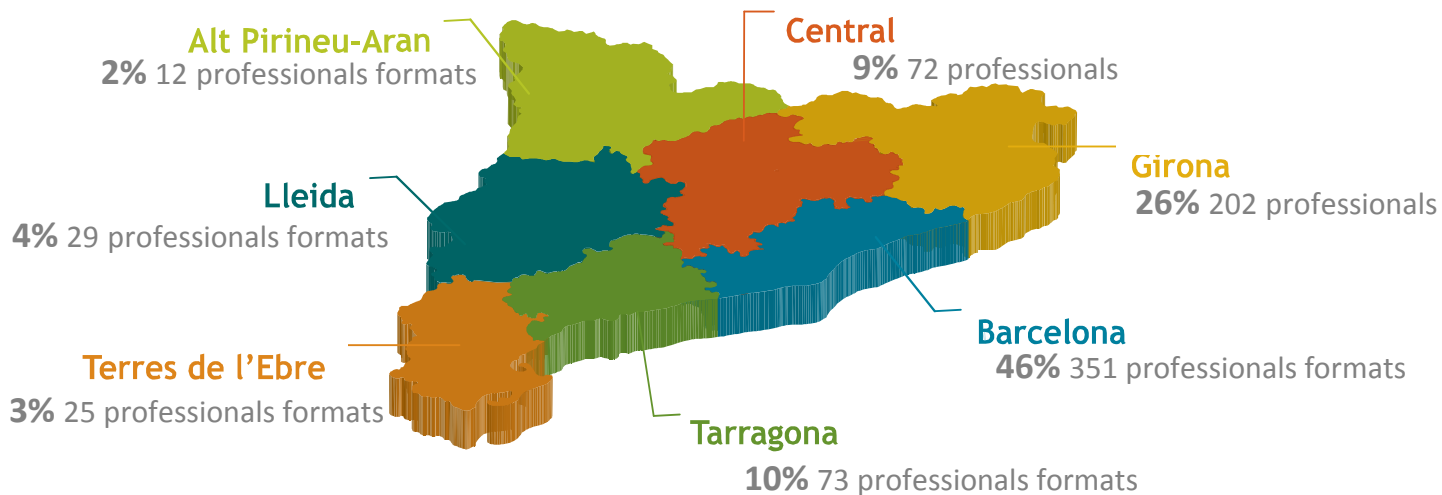 Alt Pirineu-Aran
2% 12 professionals formats
Central
9% 72 professionals
Girona
26% 202 professionals
Lleida
4% 29 professionals formats
Barcelona
46% 351 professionals formats
Terres de l’Ebre
3% 25 professionals formats
Tarragona
10% 73 professionals formats